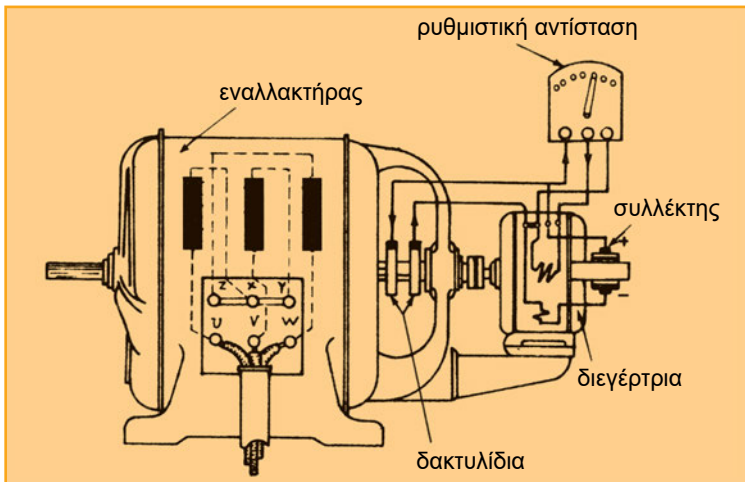 ρυθμιστική αντίσταση
εναλλακτήρας
συλλέκτης
+
−
Z X Y
U V W
διεγέρτρια
δακτυλίδια